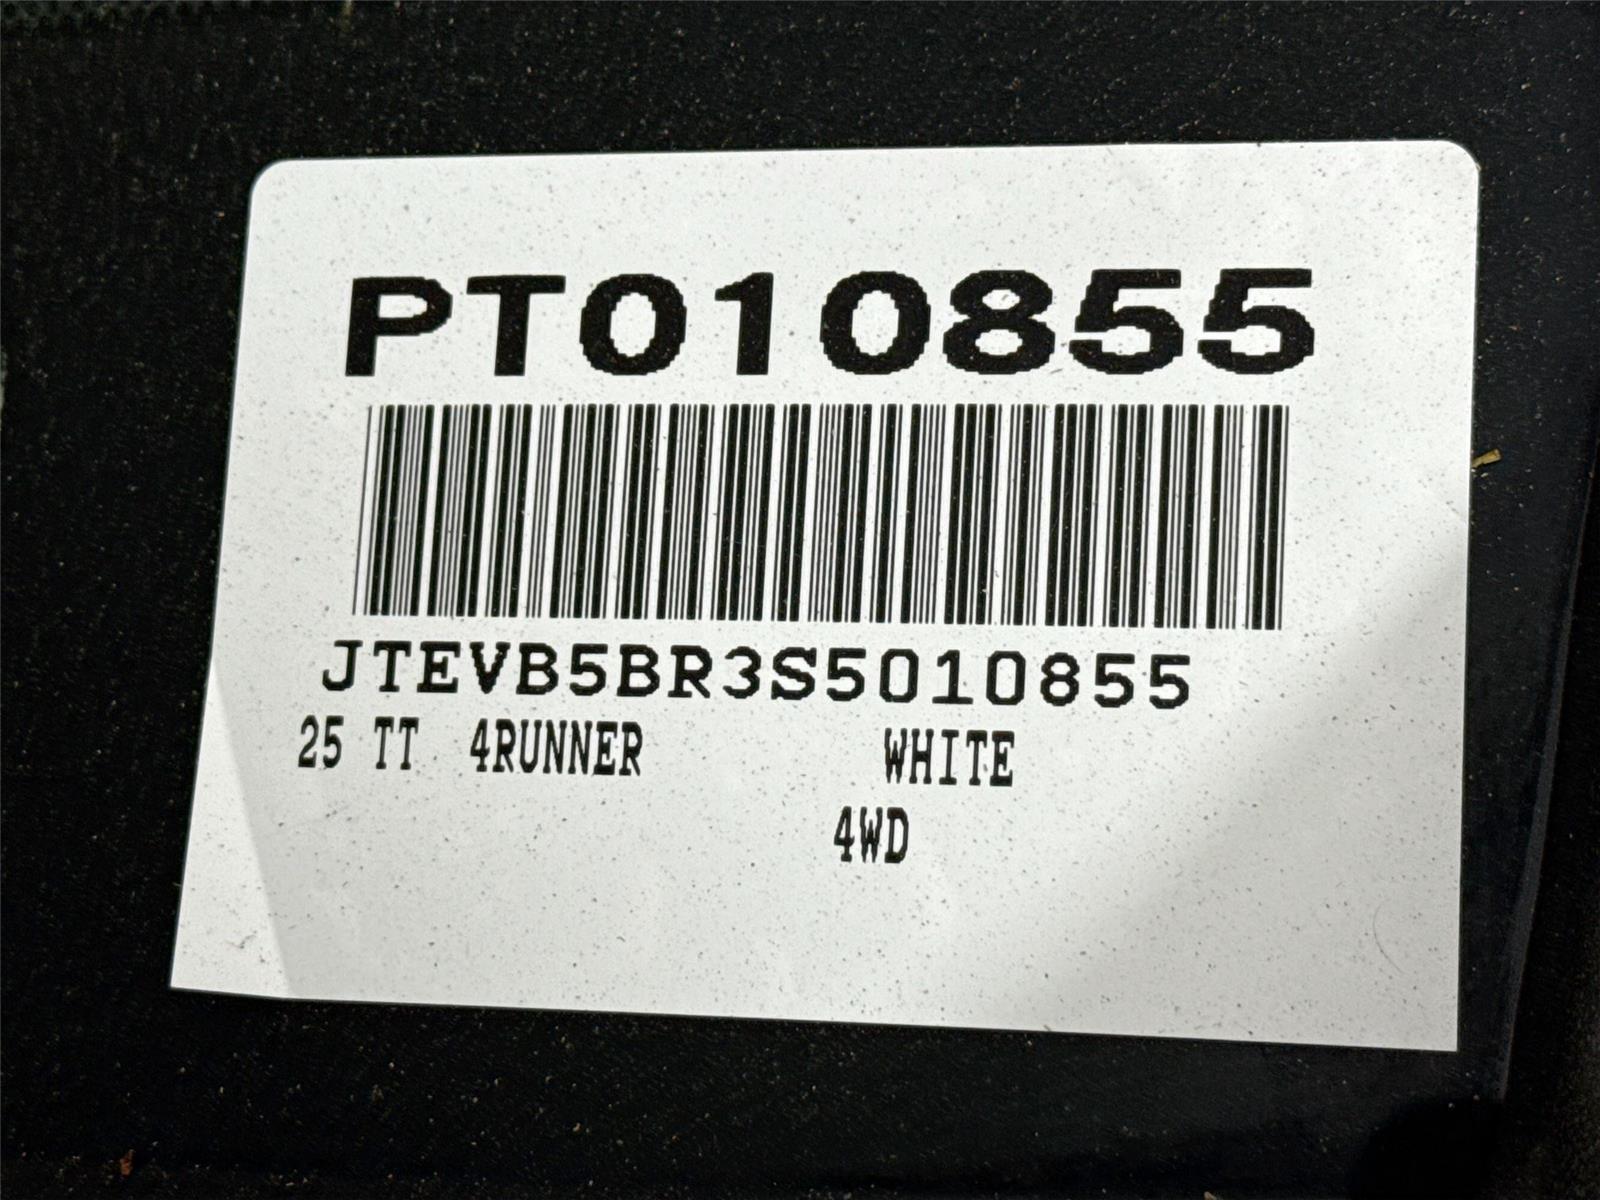 PT010855
JTEVB5BR3S5010855
25 TT 4RUNNER WHITE
4WD